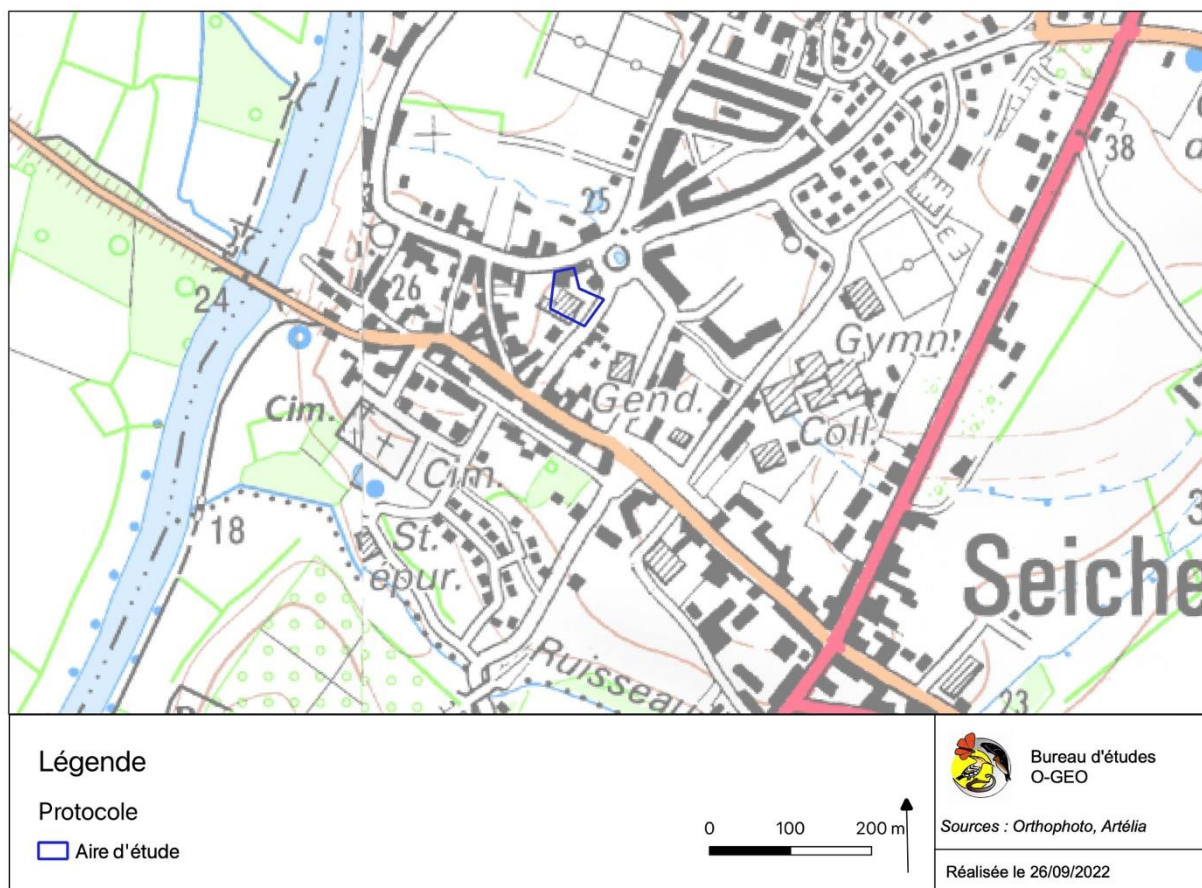 38
25
26
24
Gymn.
Gend.
Cim.
Coll.
Cim.
18
St.
épur.
Seiche
Ruisseau
23
Légende
Protocole
Aire d'étude
0 100 200 m
Bureau d'études
O-GEO
Sources : Orthophoto, Artélia
Réalisée le 26/09/2022